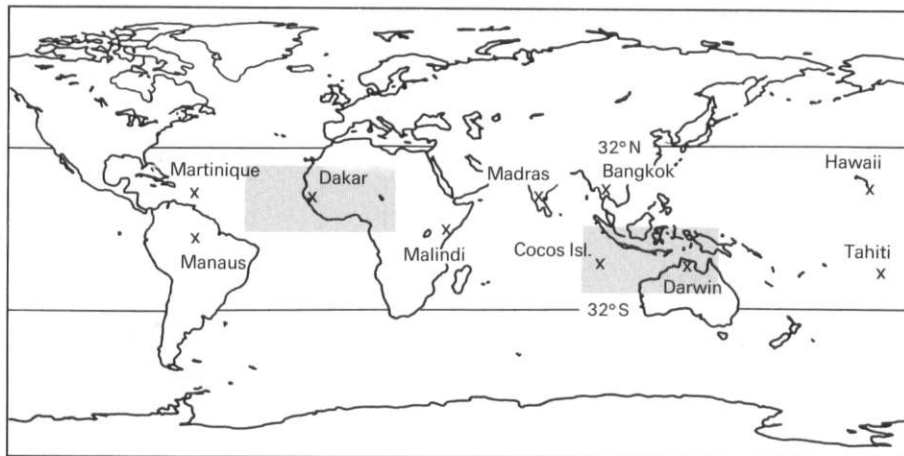 32°N
Martinique
Dakar
Madras
Bangkok
Hawaii
Manaus
Malindi
Cocos Isl.
Tahiti
Darwin
32°S